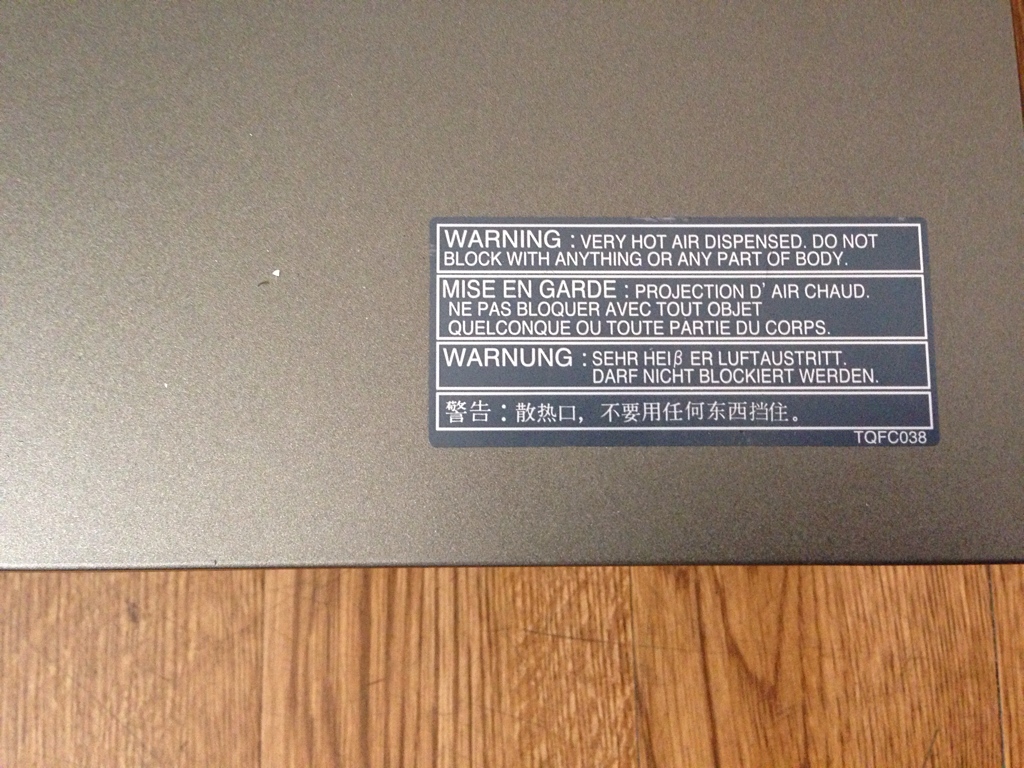 WARNING : VERY HOT AIR DISPENSED. DO NOT
BLOCK WITH ANYTHING OR ANY PART OF BODY.
MISE EN GARDE : PROJECTION D' AIR CHAUD.
NE PAS BLOQUER AVEC TOUT OBJET
QUELCONQUE OU TOUTE PARTIE DU CORPS.
WARNUNG : SEHR HEIβ ER LUFTAUSTRITT.
DARF NICHT BLOCKIERT WERDEN.
警告：散热口，不要用任何东西挡住。
TQFC038